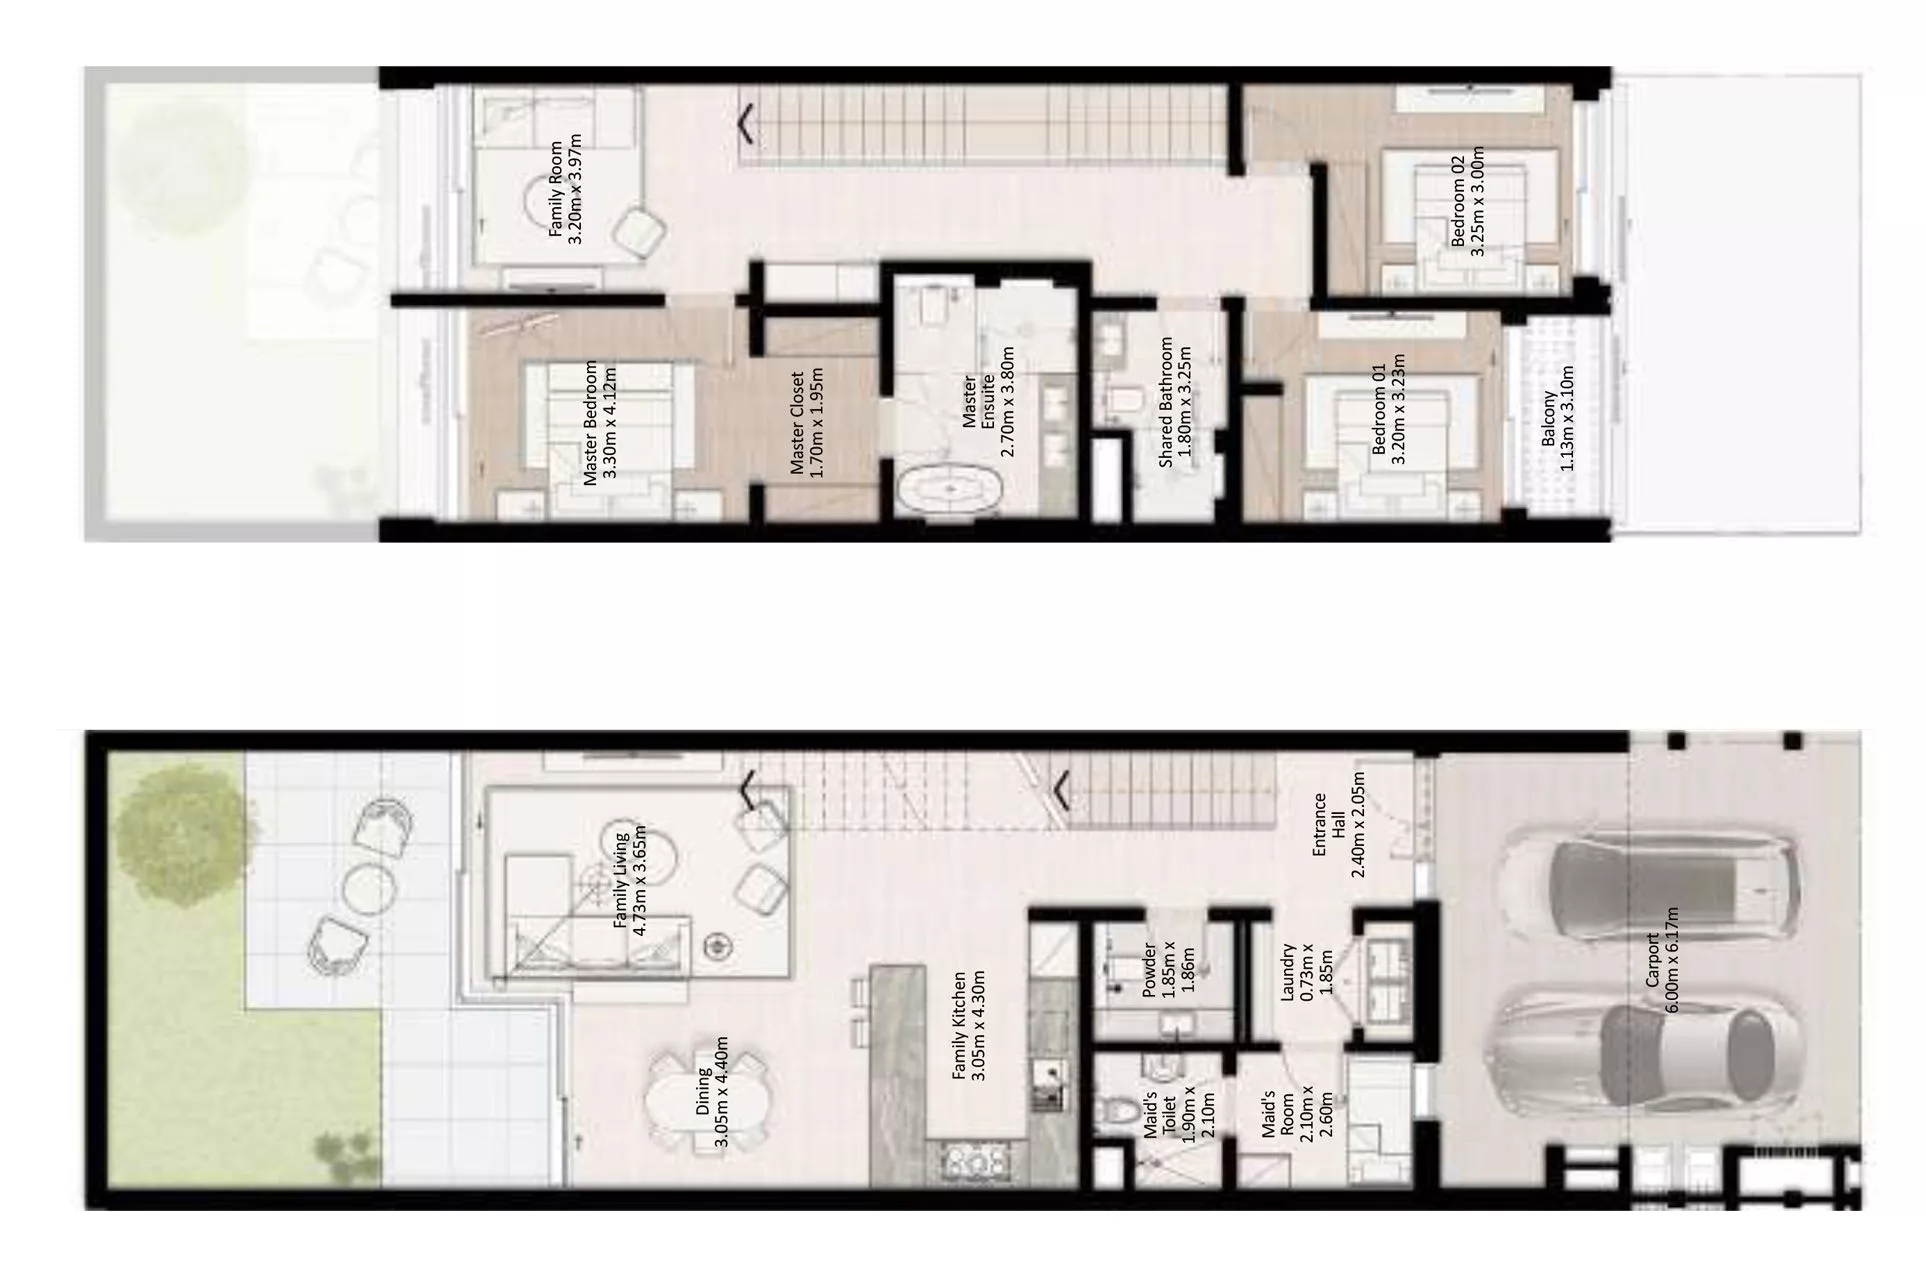 Family Room
3.20m x 3.97m
Bedroom 02
3.25m x 3.00m
Master Bedroom
3.30m x 4.12m
Master Closet
1.70m x 1.95m
Master
Ensuite
2.70m x 3.80m
Shared Bathroom
1.80m x 3.25m
Bedroom 01
3.20m x 3.23m
Balcony
1.13m x 3.10m
Family Living
4.73m x 3.65m
Entrance
Hall
2.40m x 2.05m
Dining
3.05m x 4.40m
Family Kitchen
3.05m x 4.30m
Powder
1.85m x
1.86m
Laundry
0.73m x
1.85m
Maid's
Toilet
1.90m x
2.10m
Maid's
Room
2.10m x
2.60m
Carport
6.00m x 6.17m